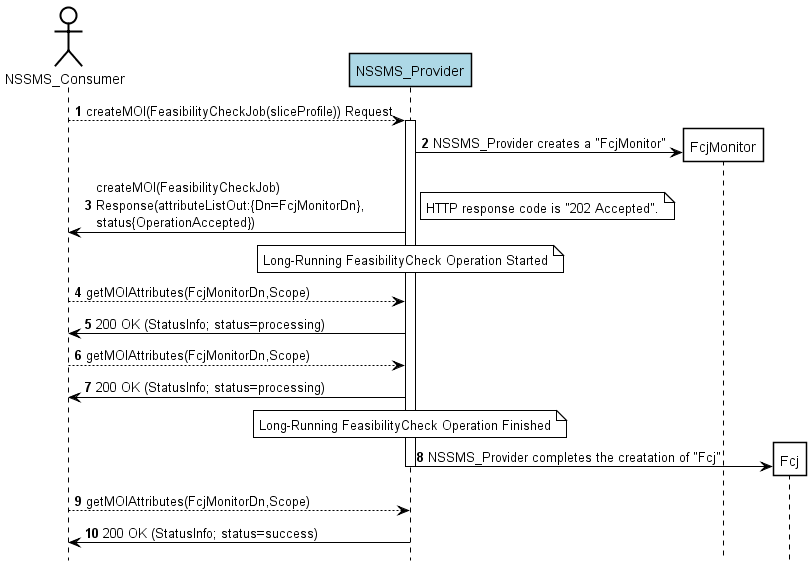 NSSMS_Consumer
NSSMS_Provider
1 createMOI(FeasibilityCheckJob(sliceProfile)) Request
2 NSSMS_Provider creates a "FcjMonitor"
FcjMonitor
createMOI(FeasibilityCheckJob)
3 Response(attributeListOut:{Dn=FcjMonitorDn},
status{OperationAccepted})
HTTP response code is "202 Accepted".
Long-Running FeasibilityCheck Operation Started
4 getMOIAttributes(FcjMonitorDn,Scope)
5 200 OK (StatusInfo; status=processing)
6 getMOIAttributes(FcjMonitorDn,Scope)
7 200 OK (StatusInfo; status=processing)
Long-Running FeasibilityCheck Operation Finished
8 NSSMS_Provider completes the creatation of "Fcj"
Fcj
9 getMOIAttributes(FcjMonitorDn,Scope)
10 200 OK (StatusInfo; status=success)